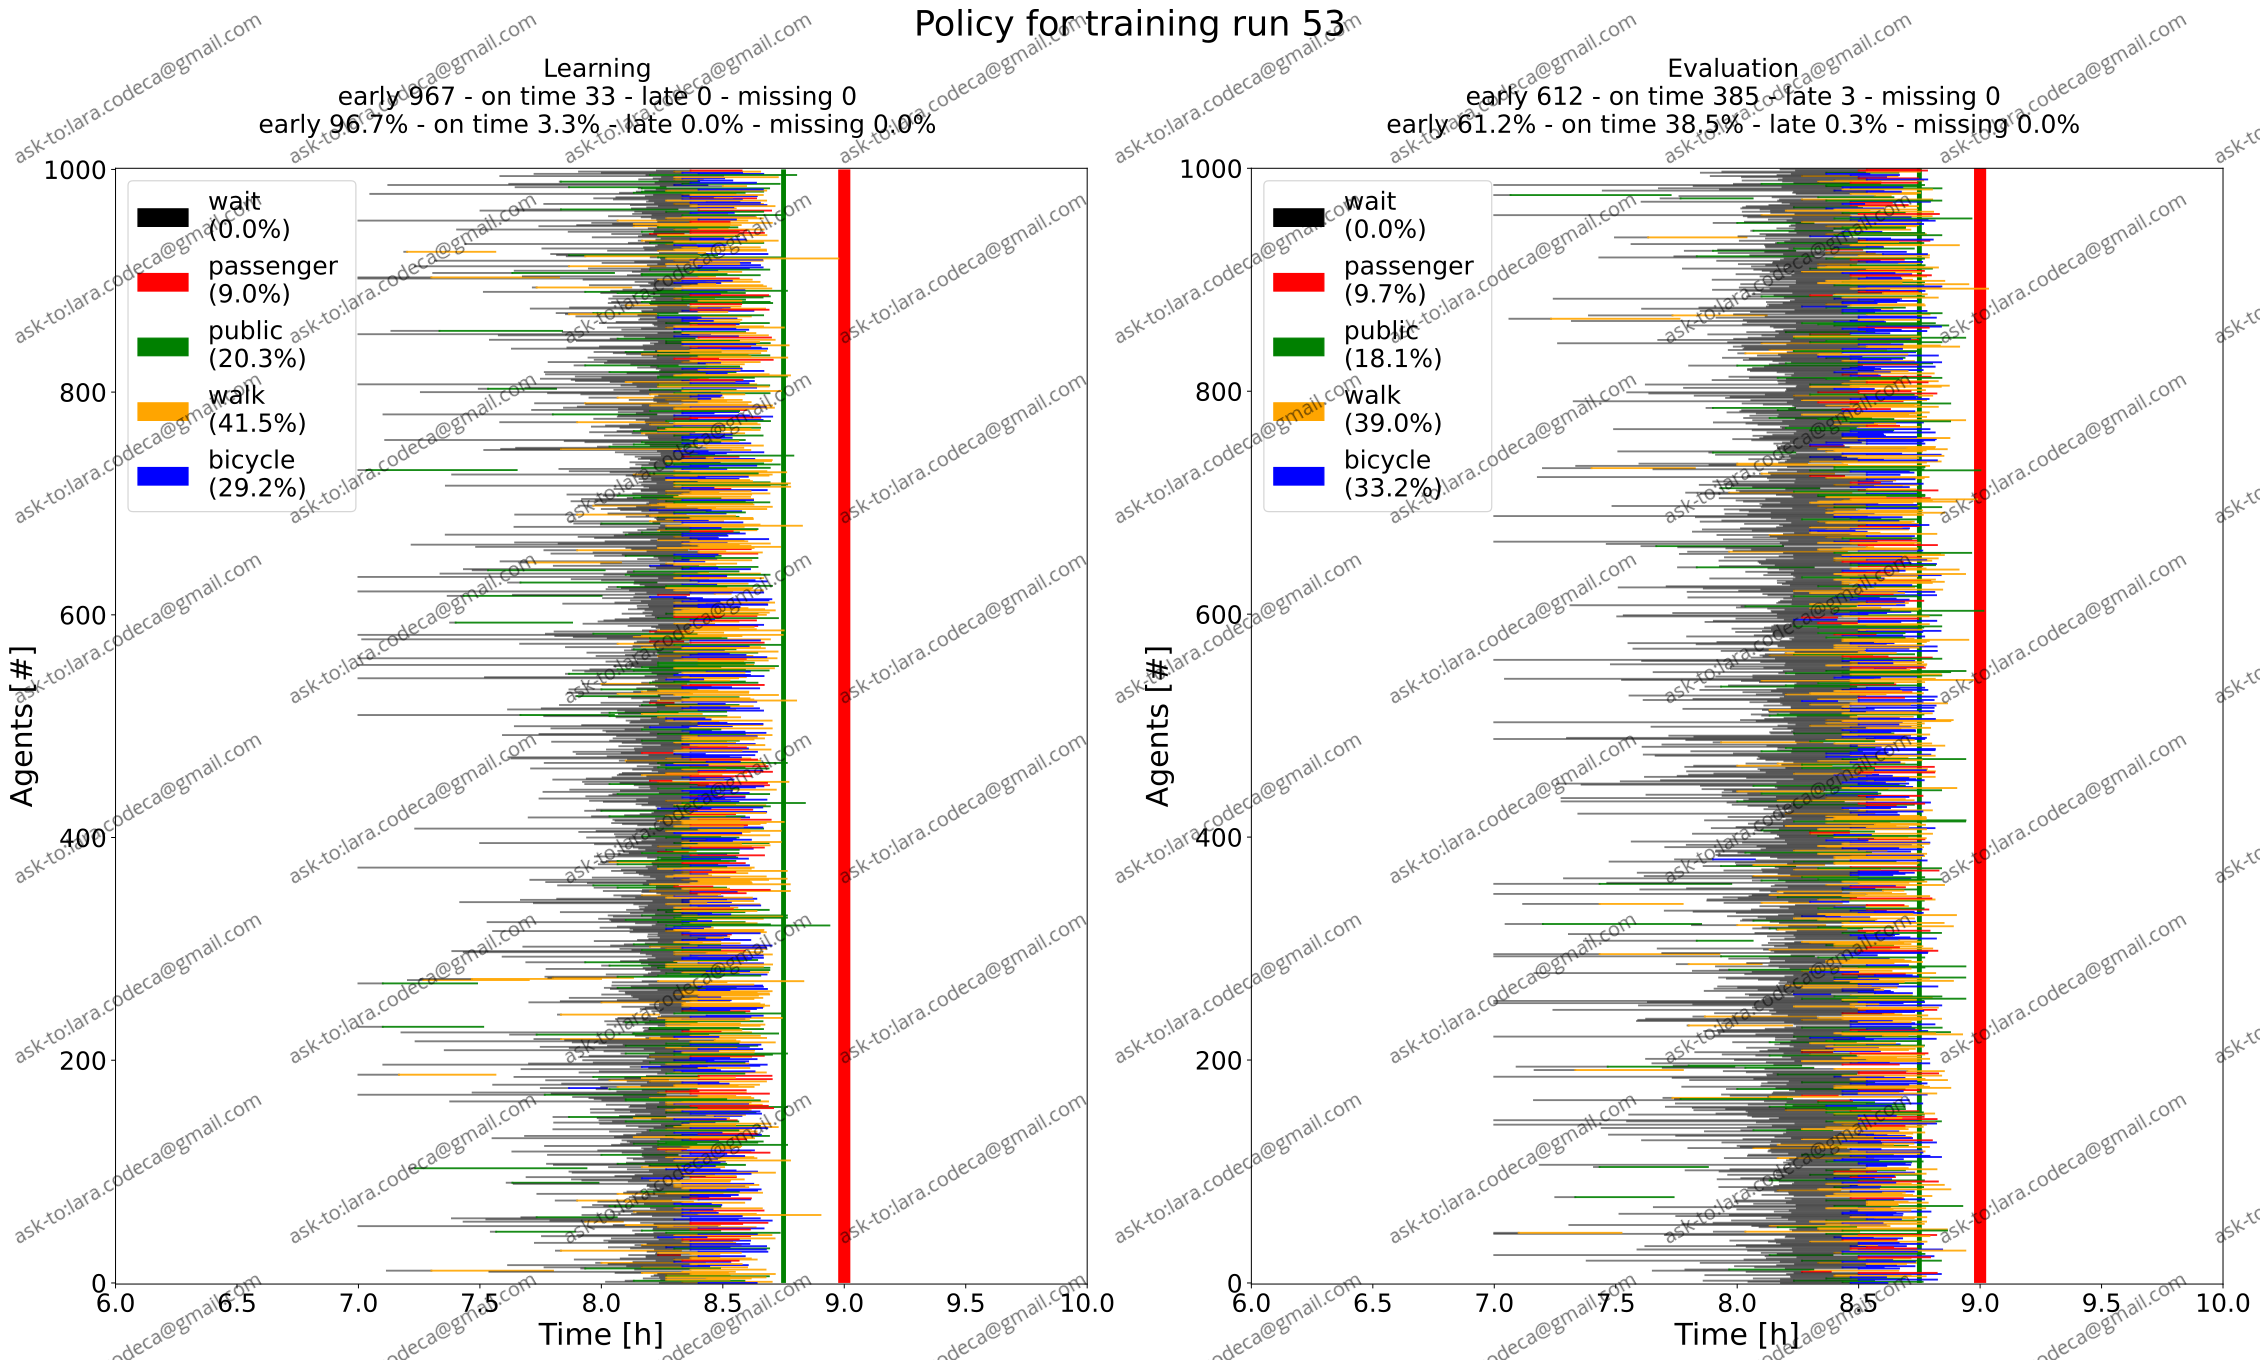 Policy for training run 53
Learning
early 967 - on time 33 - late 0 - missing 0
early 96.7% - on time 3.3% - late 0.0% - missing 0.0%
1000
800
600
400
200
0
Agents [#]
wait
(0.0%)
passenger
(9.0%)
public
(20.3%)
walk
(41.5%)
bicycle
(29.2%)
6.0 6.5 7.0 7.5 8.0 8.5 9.0 9.5 10.0
Time [h]
Evaluation
early 612 - on time 385 - late 3 - missing 0
early 61.2% - on time 38.5% - late 0.3% - missing 0.0%
1000
800
600
400
200
0
Agents [#]
wait
(0.0%)
passenger
(9.7%)
public
(18.1%)
walk
(39.0%)
bicycle
(33.2%)
6.0 6.5 7.0 7.5 8.0 8.5 9.0 9.5 10.0
Time [h]
ask-to:lara.codeca@gmail.com